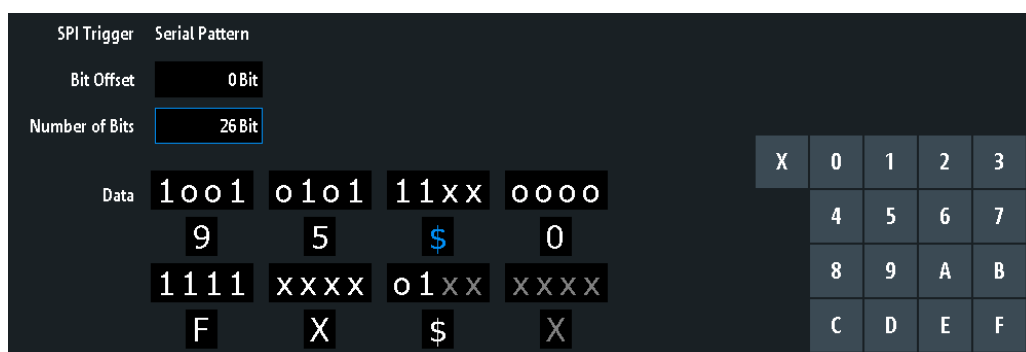 SPI Trigger Serial Pattern
Bit Offset 0 Bit
Number of Bits 26 Bit
Data 1oo1 o1o1 11xx oooo
9 5 $ 0
1111 xxxx o1xx xxxx
F X $ X
X 0 1 2 3
4 5 6 7
8 9 A B
C D E F